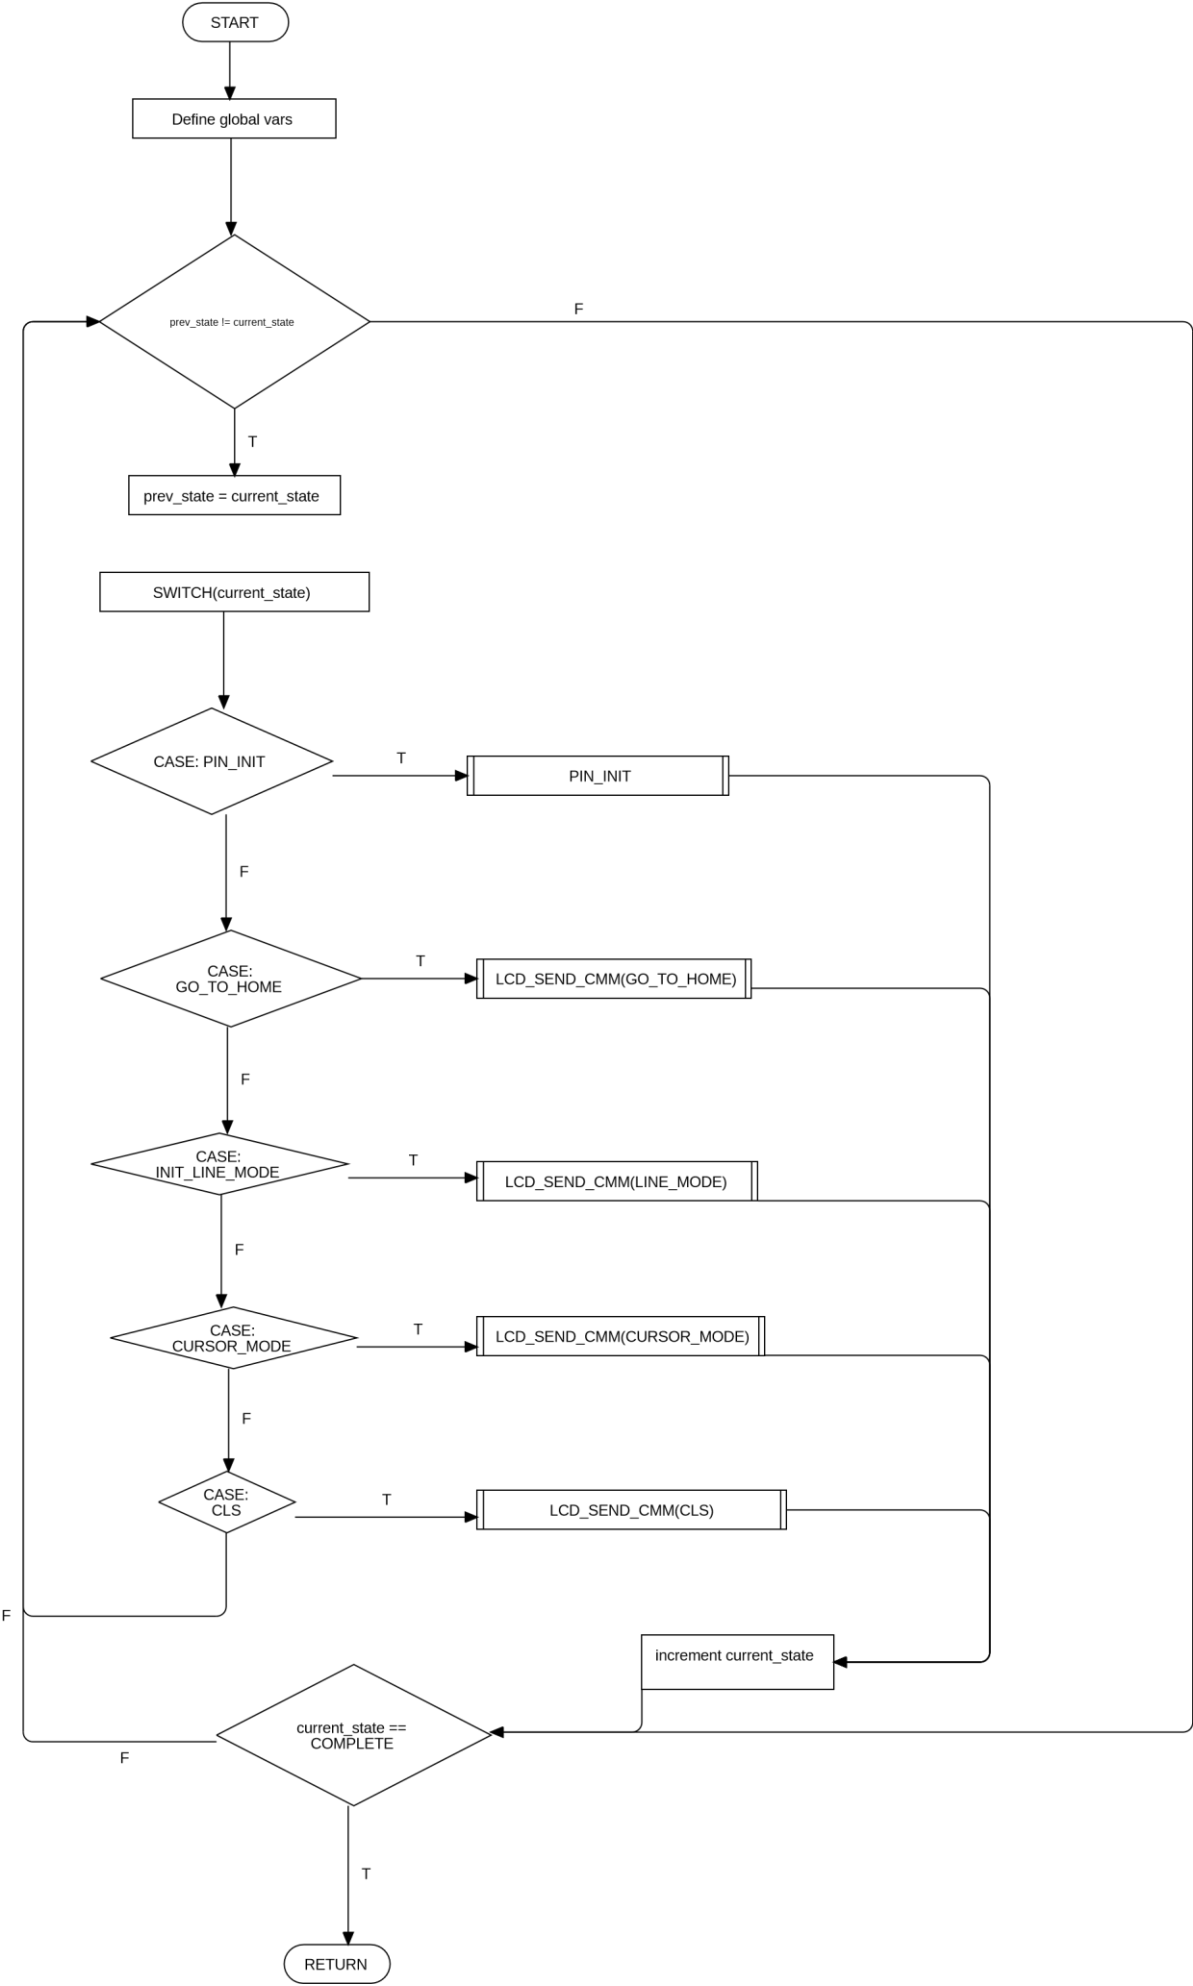 START
Define global vars
prev_state != current_state
F
T
prev_state = current_state
SWITCH(current_state)
CASE: PIN_INIT
T
PIN_INIT
F
CASE:
GO_TO_HOME
T
LCD_SEND_CMM(GO_TO_HOME)
F
CASE:
INIT_LINE_MODE
T
LCD_SEND_CMM(LINE_MODE)
F
CASE:
CURSOR_MODE
T
LCD_SEND_CMM(CURSOR_MODE)
F
CASE:
CLS
T
LCD_SEND_CMM(CLS)
F
increment current_state
current_state ==
COMPLETE
F
T
RETURN